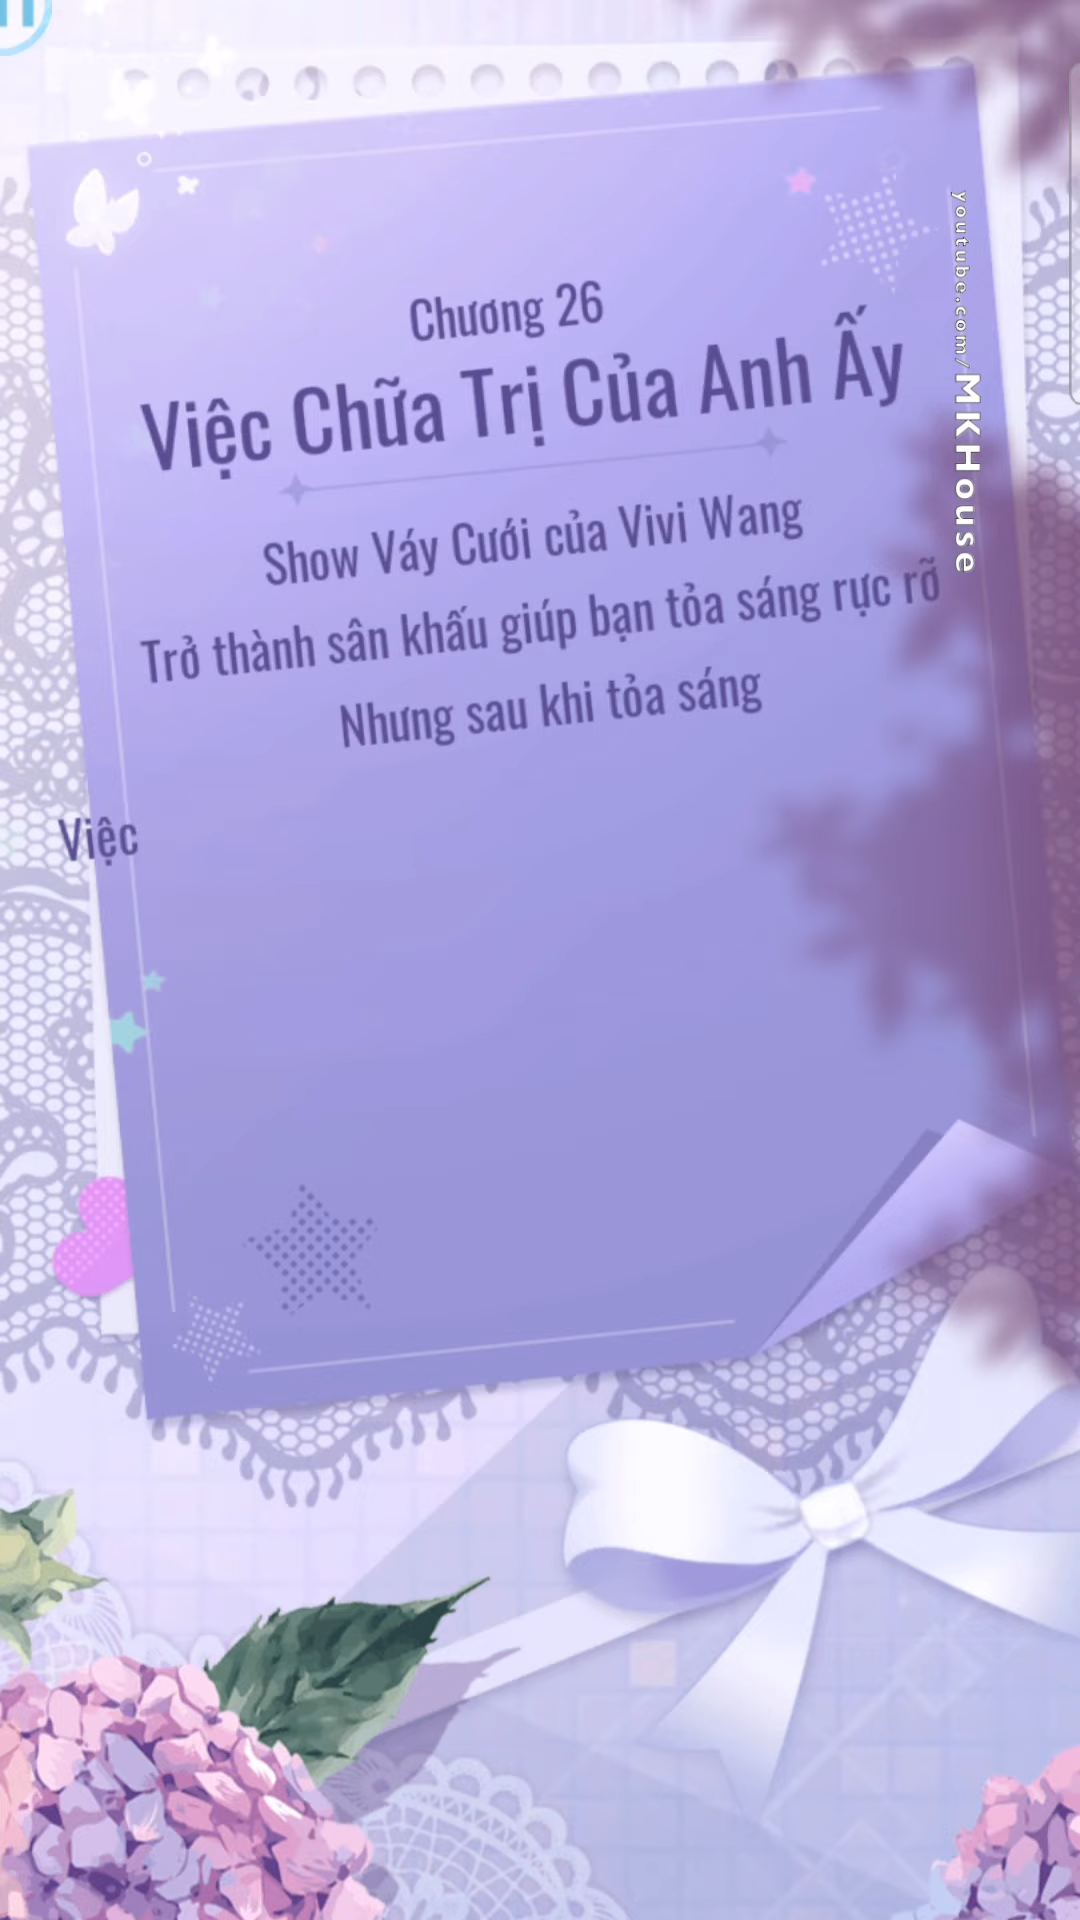 Chương 26
Việc Chữa Trị Của Anh Ấy
Show Váy Cưới của Vivi Wang
Trở thành sân khấu giúp bạn tỏa sáng rực rỡ
Nhưng sau khi tỏa sáng
Việc
youtube.com/MKHouse